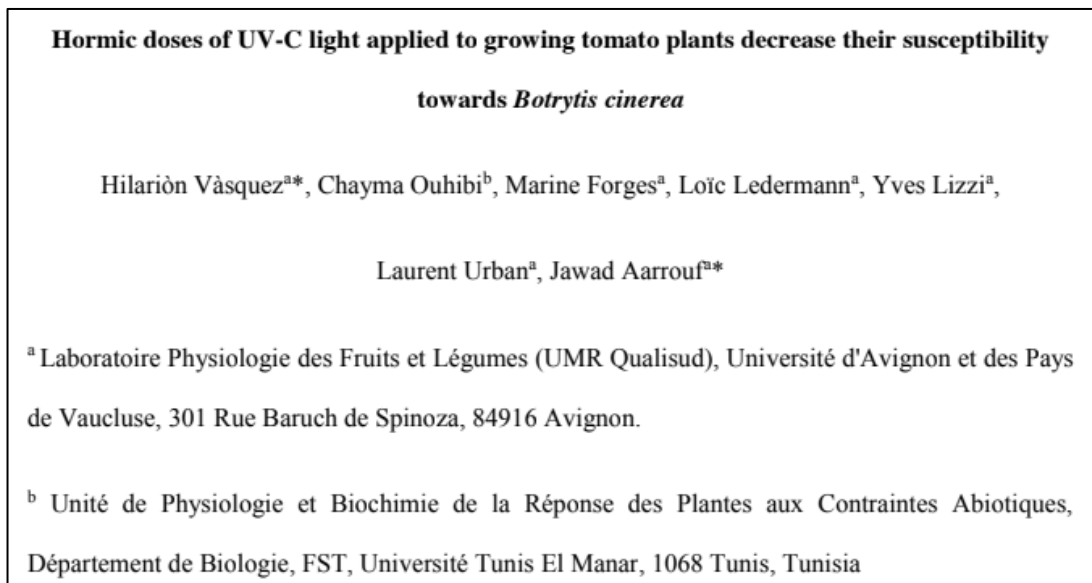 Hormic doses of UV-C light applied to growing tomato plants decrease their susceptibility
towards Botrytis cinerea
Hilariòn Vàsquezᵃ*, Chayma Ouhibiᵇ, Marine Forgesᵃ, Loïc Ledermannᵃ, Yves Lizziᵃ,
Laurent Urbanᵃ, Jawad Aarroufᵃ*
ᵃ Laboratoire Physiologie des Fruits et Légumes (UMR Qualisud), Université d'Avignon et des Pays
de Vaucluse, 301 Rue Baruch de Spinoza, 84916 Avignon.
ᵇ Unité de Physiologie et Biochimie de la Réponse des Plantes aux Contraintes Abiotiques,
Département de Biologie, FST, Université Tunis El Manar, 1068 Tunis, Tunisia